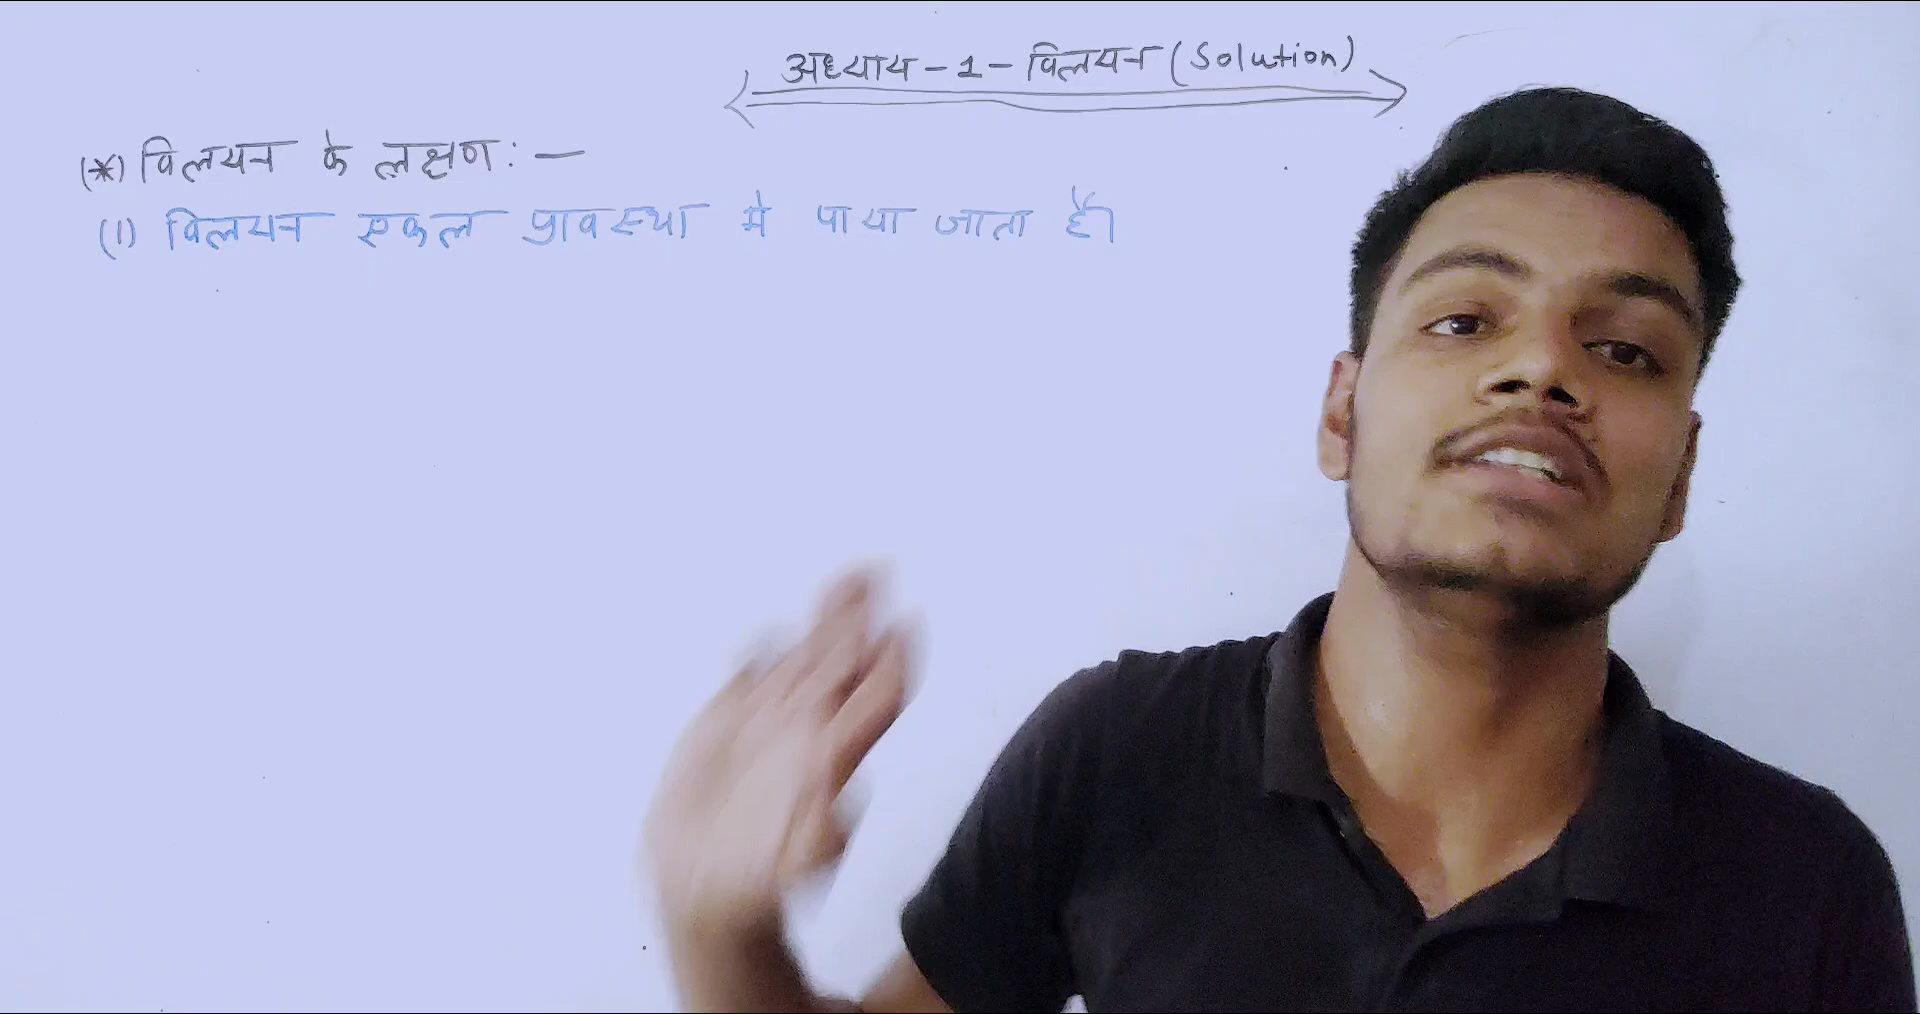 अध्याय - 1 - विलयन (Solution)
(*) विलयन के लक्षण : —
(1) विलयन एकल प्रावस्था मे पाया जाता है।